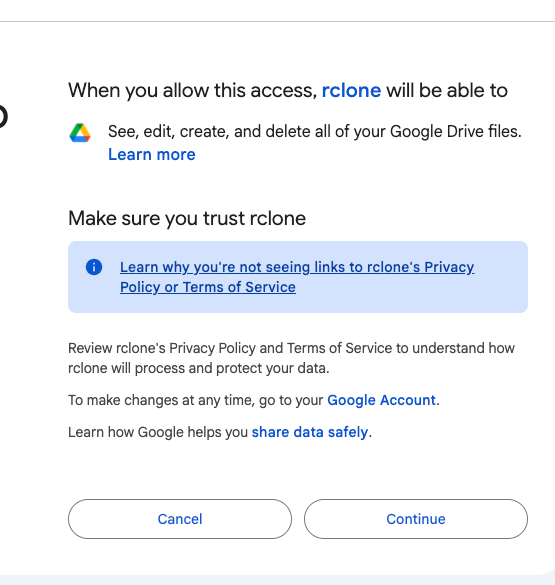 When you allow this access, rclone will be able to
See, edit, create, and delete all of your Google Drive files.
Learn more
Make sure you trust rclone
Learn why you're not seeing links to rclone's Privacy
Policy or Terms of Service
Review rclone's Privacy Policy and Terms of Service to understand how
rclone will process and protect your data.
To make changes at any time, go to your Google Account.
Learn how Google helps you share data safely.
Cancel
Continue